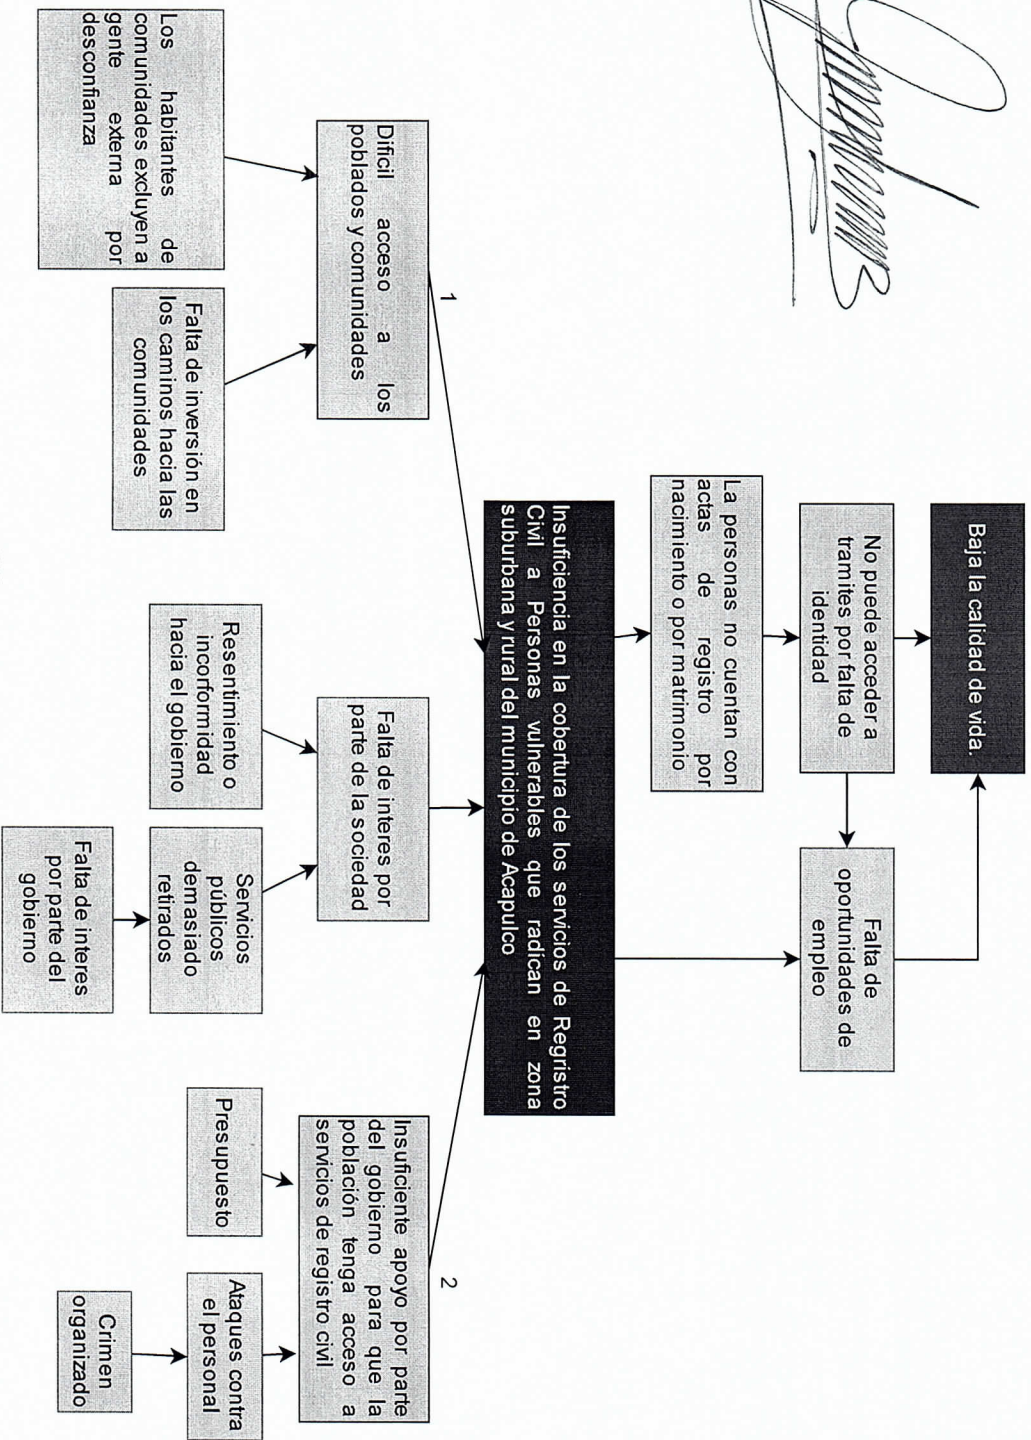 Baja la calidad de vida.
No puede acceder a
tramites por falta de
identidad
Falta de
oportunidades de
empleo
La personas no cuentan con
actas de registro por
nacimiento o por matrimonio
Insuficiencia en la cobertura de los servicios de Regristro
Civil a Personas vulnerables que radican en zona
suburbana y rural del municipio de Acapulco
1
2
Dificil acceso a los
poblados y comunidades
Falta de interes por
parte de la sociedad
Insuficiente apoyo por parte
del gobierno para que la
población tenga acceso a
servicios de registro civil
Los habitantes de
comunidades excluyen a
gente externa por
desconfianza
Falta de inversión en
los caminos hacia las
comunidades
Resentimiento o
incorformidad
hacia el gobierno
Servicios
públicos
demasiado
retirados
Presupuesto
Ataques contra
el personal
Falta de interes
por parte del
gobierno
Crimen
organizado